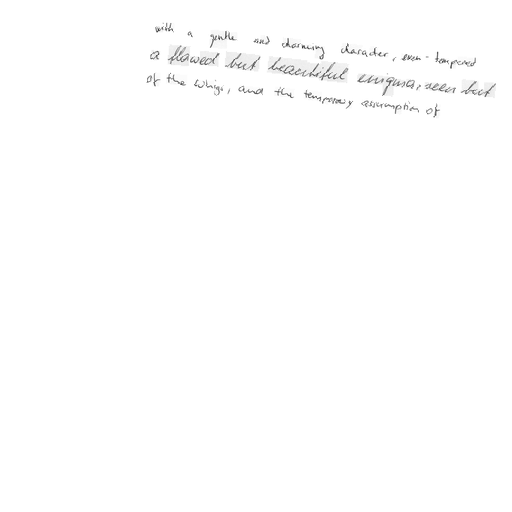 with a gentle and charming character, even-tempered
a flawed but beautiful enigma, seen but
of the Whigs, and the temporary assumption of